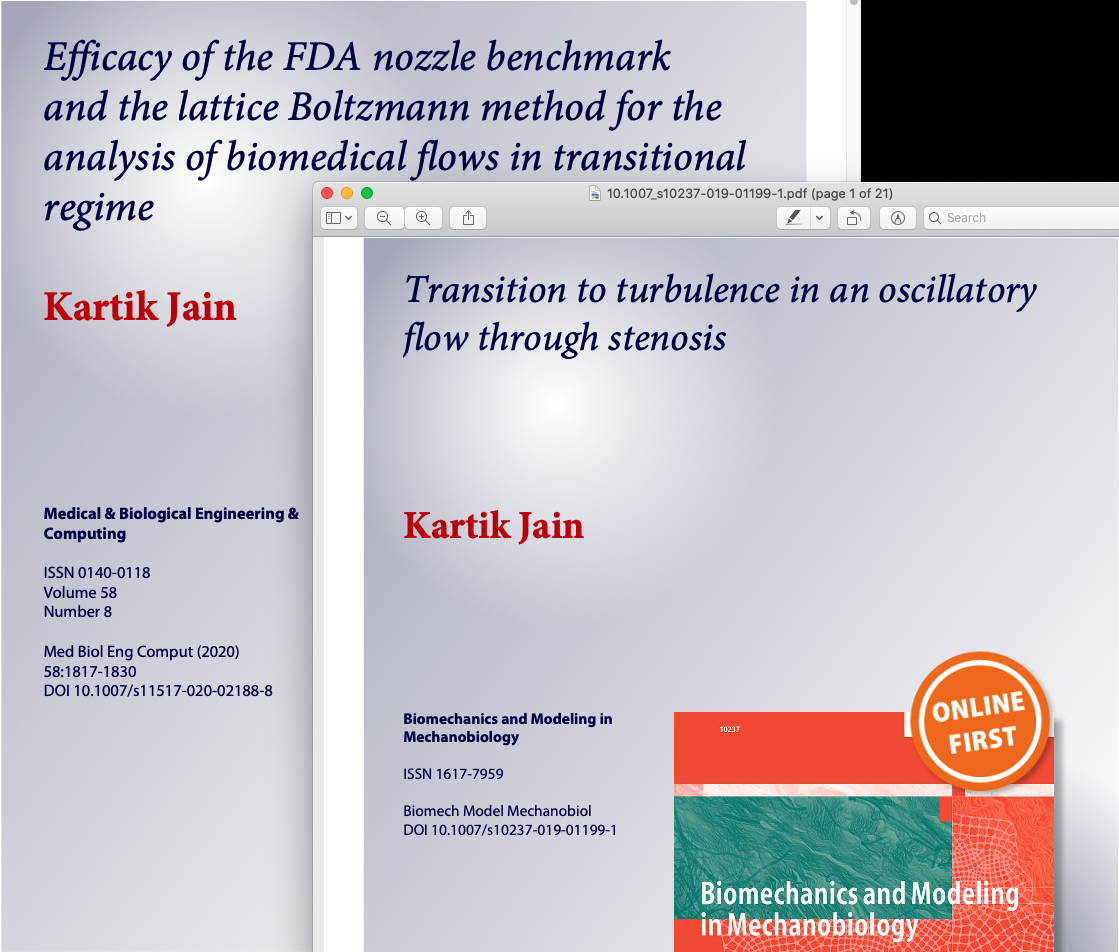 Efficacy of the FDA nozzle benchmark
and the lattice Boltzmann method for the
analysis of biomedical flows in transitional
regime
Kartik Jain
Medical & Biological Engineering &
Computing
ISSN 0140-0118
Volume 58
Number 8
Med Biol Eng Comput (2020)
58:1817-1830
DOI 10.1007/s11517-020-02188-8
10.1007_s10237-019-01199-1.pdf (page 1 of 21)
Search
Transition to turbulence in an oscillatory
flow through stenosis
Kartik Jain
Biomechanics and Modeling in
Mechanobiology
ISSN 1617-7959
Biomech Model Mechanobiol
DOI 10.1007/s10237-019-01199-1
ONLINE
FIRST
10237
Biomechanics and Modeling
in Mechanobiology